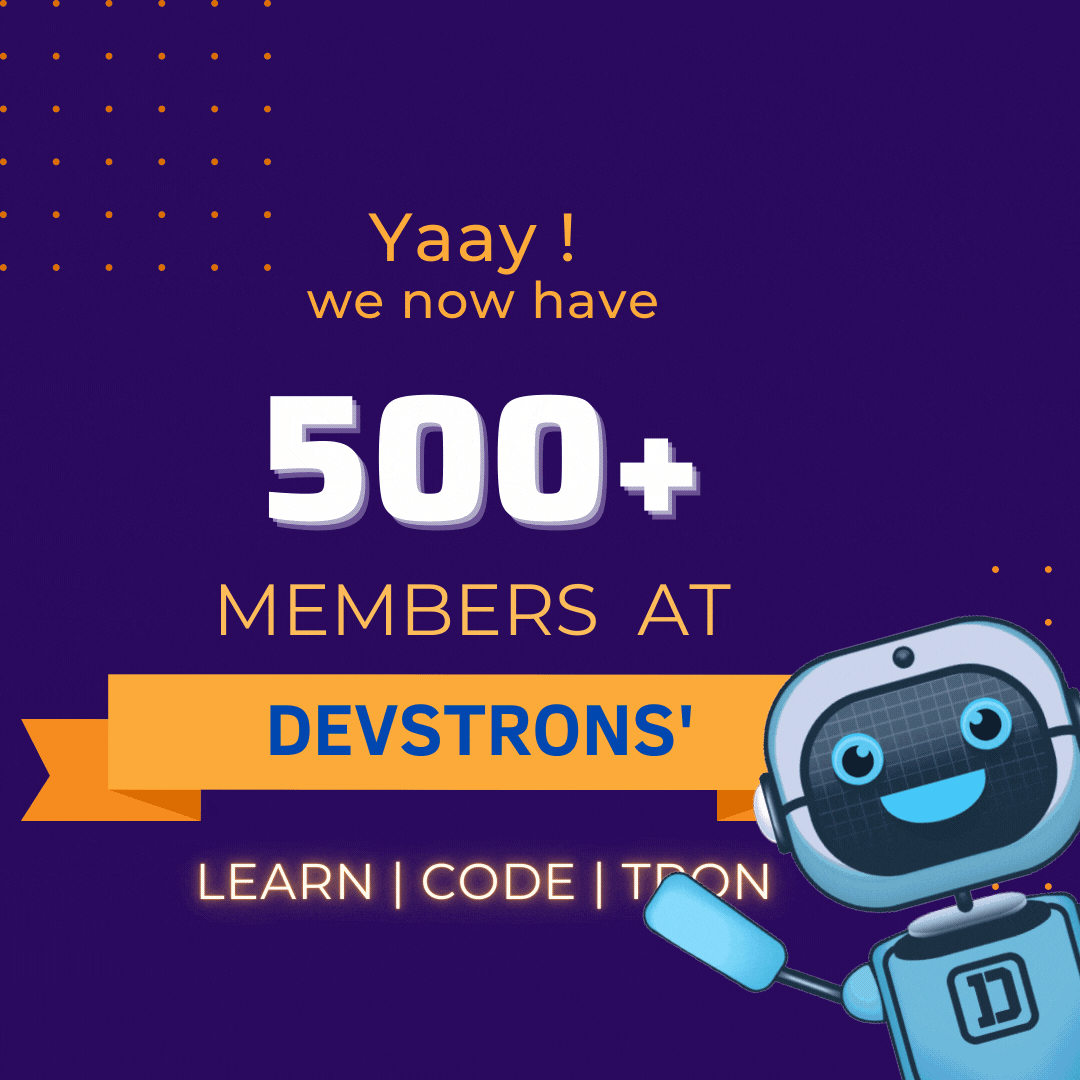 Yaay !
we now have
500+
MEMBERS AT
DEVSTRONS'
LEARN | CODE | TRON
D